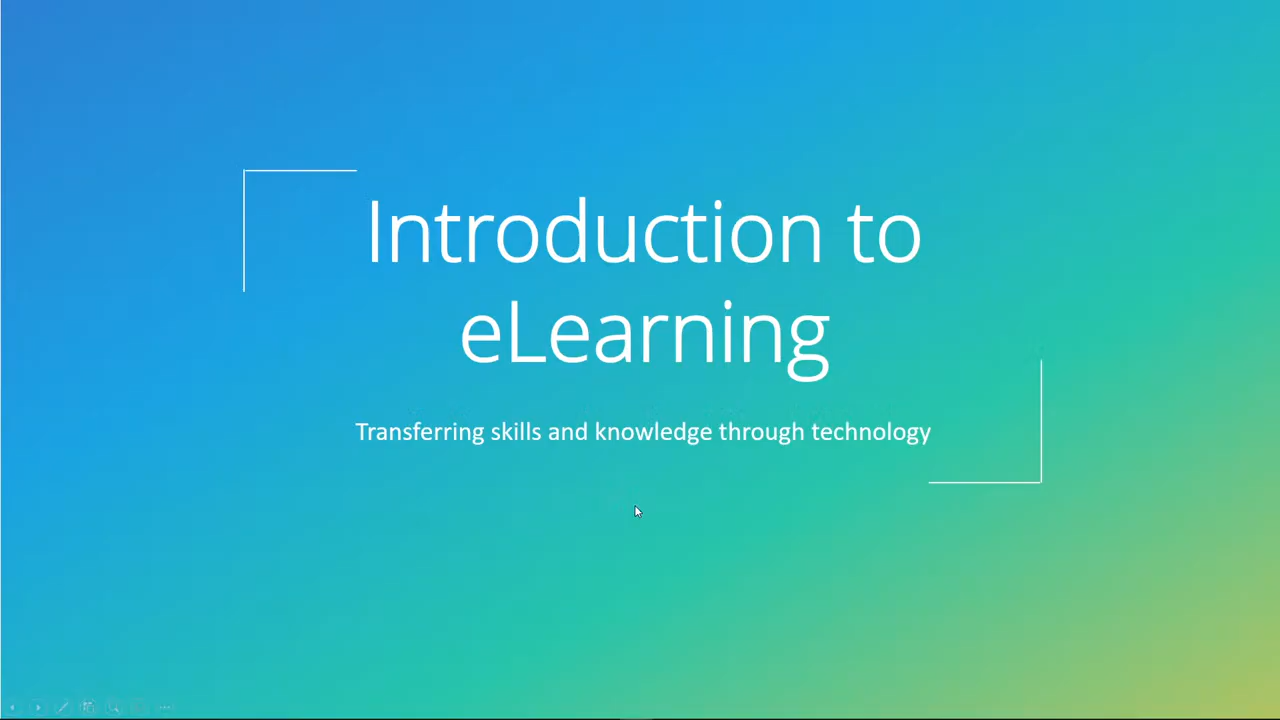 Introduction to
eLearning
Transferring skills and knowledge through technology